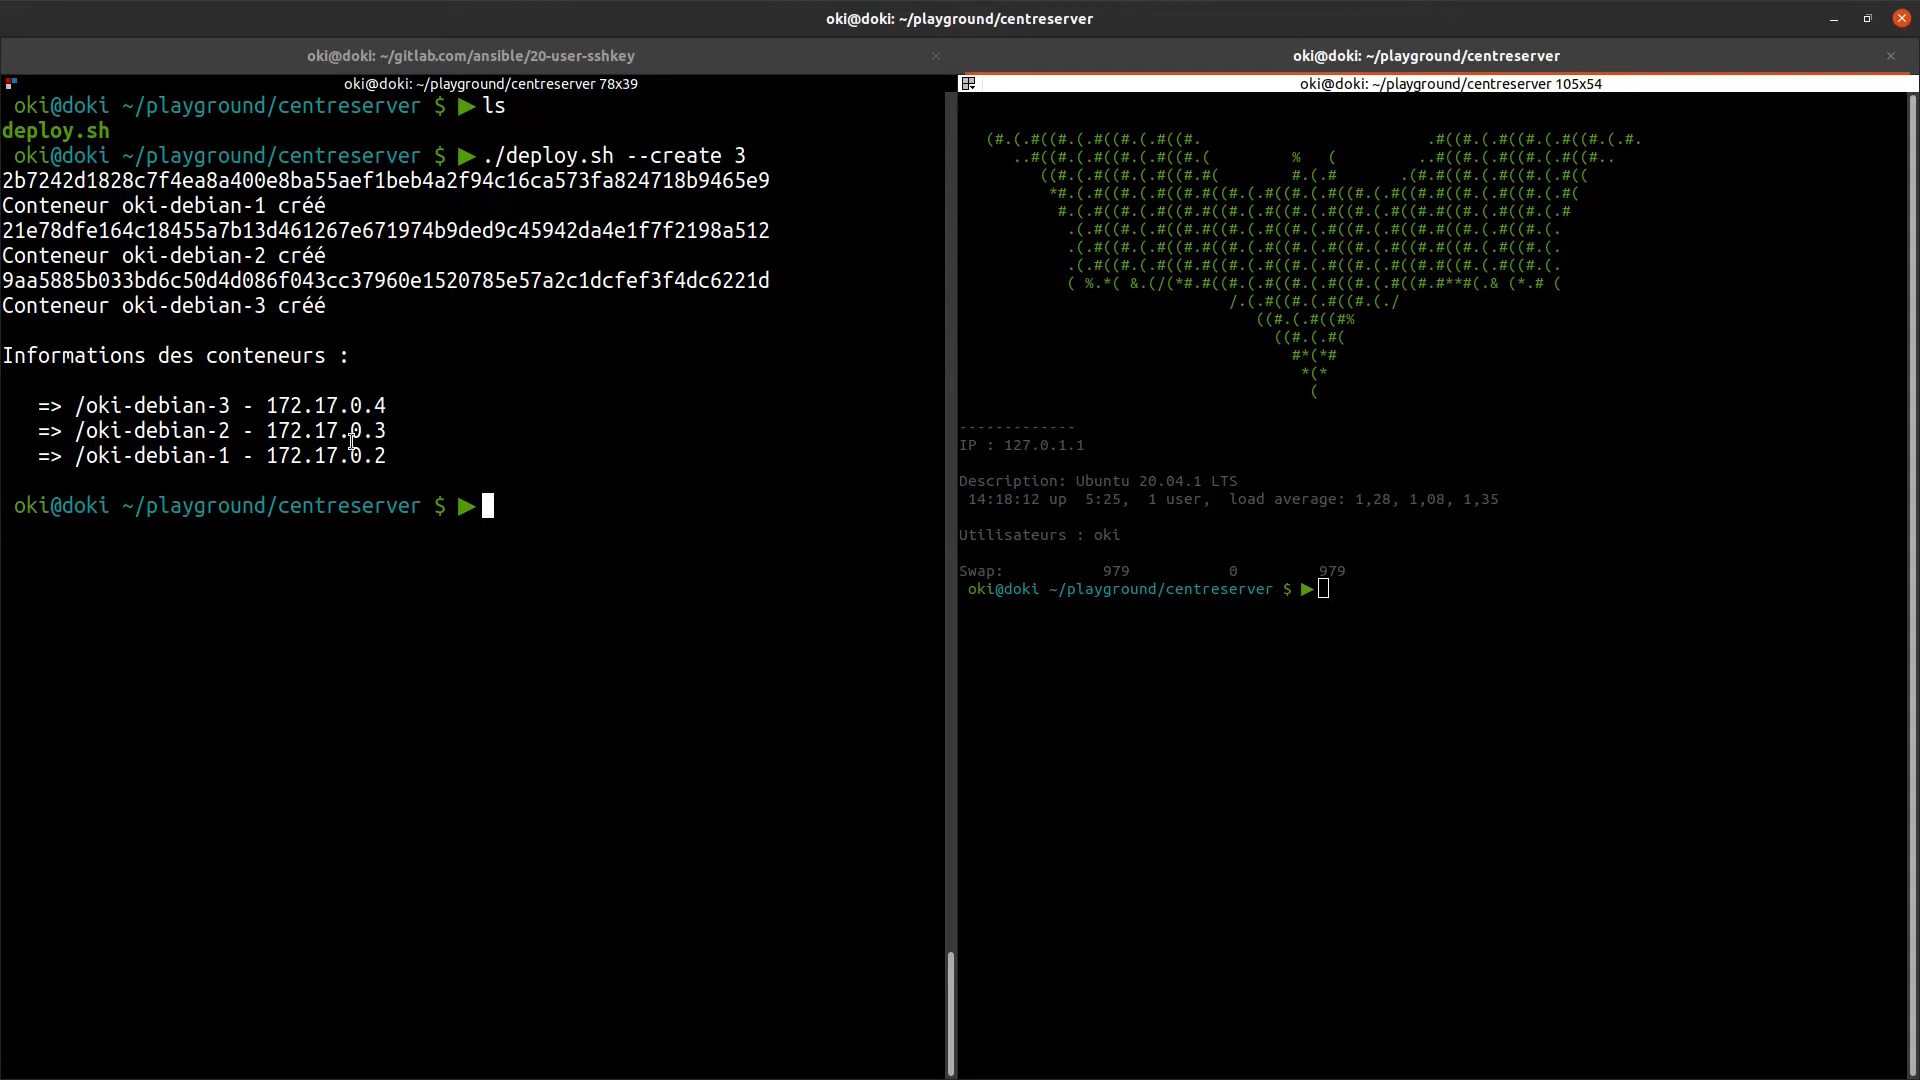 oki@doki: ~/playground/centreserver
oki@doki: ~/gitlab.com/ansible/20-user-sshkey
oki@doki: ~/playground/centreserver
oki@doki: ~/playground/centreserver 78x39
oki@doki ~/playground/centreserver $ ▶ls
deploy.sh
oki@doki ~/playground/centreserver $ ▶./deploy.sh --create 3
2b7242d1828c7f4ea8a400e8ba55aef1beb4a2f94c16ca573fa824718b9465e9
Conteneur oki-debian-1 créé
21e78dfe164c18455a7b13d461267e671974b9ded9c45942da4e1f7f2198a512
Conteneur oki-debian-2 créé
9aa5885b033bd6c50d4d086f043cc37960e1520785e57a2c1dcfef3f4dc6221d
Conteneur oki-debian-3 créé
Informations des conteneurs :
=> /oki-debian-3 - 172.17.0.4
=> /oki-debian-2 - 172.17.0.3
=> /oki-debian-1 - 172.17.0.2
oki@doki ~/playground/centreserver $ ▶
oki@doki: ~/playground/centreserver 105x54
-------------
IP : 127.0.1.1
Description: Ubuntu 20.04.1 LTS
14:18:12 up  5:25,  1 user,  load average: 1,28, 1,08, 1,35
Utilisateurs : oki
Swap:           979           0         979
oki@doki ~/playground/centreserver $ ▶